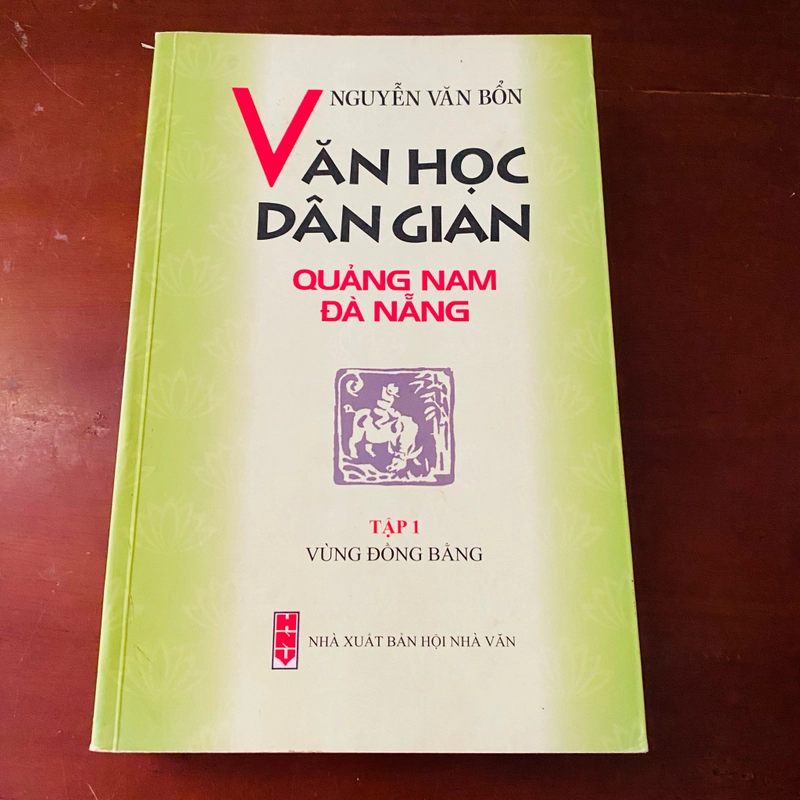 NGUYỄN VĂN BỔN
VĂN HỌC
DÂN GIAN
QUẢNG NAM
ĐÀ NẴNG
TẬP 1
VÙNG ĐỒNG BẰNG
HNV
NHÀ XUẤT BẢN HỘI NHÀ VĂN